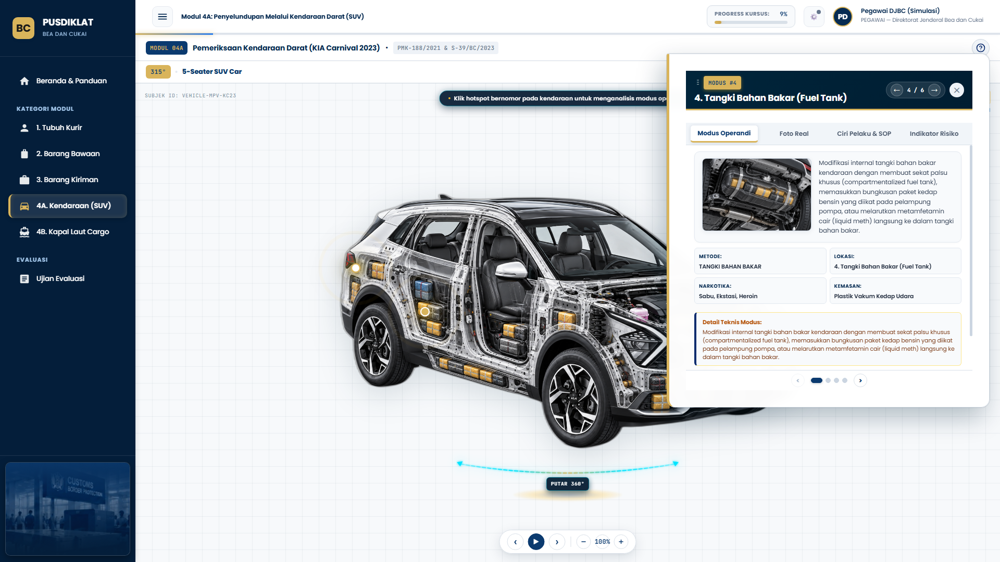 BC
PUSDIKLAT
BEA DAN CUKAI
Beranda & Panduan
KATEGORI MODUL
1. Tubuh Kurir
2. Barang Bawaan
3. Barang Kiriman
4A. Kendaraan (SUV)
4B. Kapal Laut Cargo
EVALUASI
Ujian Evaluasi
CUSTOMS
BORDER PROTECTION
Modul 4A: Penyelundupan Melalui Kendaraan Darat (SUV)
PROGRESS KURSUS: 9%
PD
Pegawai DJBC (Simulasi)
PEGAWAI — Direktorat Jenderal Bea dan Cukai
MODUL 04A
Pemeriksaan Kendaraan Darat (KIA Carnival 2023) •
PMK-188/2021 & S-39/BC/2023
315°
5-Seater SUV Car
SUBJEK ID: VEHICLE-MPV-KC23
• Klik hotspot bernomor pada kendaraan untuk menganalisis modus
PUTAR 360°
‹ › − 100% +
MODUS #4
4. Tangki Bahan Bakar (Fuel Tank)
← 4 / 6 →
Modus Operandi
Foto Real
Ciri Pelaku & SOP
Indikator Risiko
Modifikasi internal tangki bahan bakar
kendaraan dengan membuat sekat palsu
khusus (compartmentalized fuel tank),
memasukkan bungkusan paket kedap
bensin yang diikat pada pelampung
pompa, atau melarutkan metamfetamin
cair (liquid meth) langsung ke dalam tangki
bahan bakar.
METODE:
TANGKI BAHAN BAKAR
LOKASI:
4. Tangki Bahan Bakar (Fuel Tank)
NARKOTIKA:
Sabu, Ekstasi, Heroin
KEMASAN:
Plastik Vakum Kedap Udara
Detail Teknis Modus:
Modifikasi internal tangki bahan bakar kendaraan dengan membuat sekat palsu khusus
(compartmentalized fuel tank), memasukkan bungkusan paket kedap bensin yang diikat
pada pelampung pompa, atau melarutkan metamfetamin cair (liquid meth) langsung ke
dalam tangki bahan bakar.